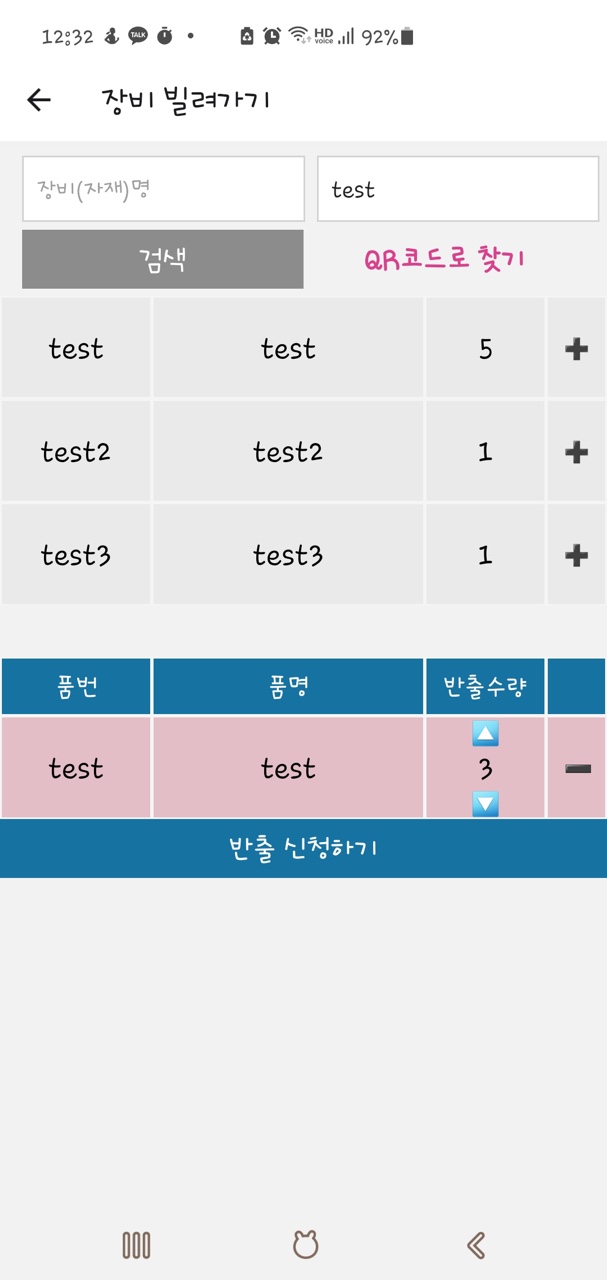 12:32 TALK HD voice 92%
장비 빌려가기
장비(자재)명 test
검색 QR코드로 찾기
test test 5
test2 test2 1
test3 test3 1
품번 품명 반출수량
test test 3
반출 신청하기